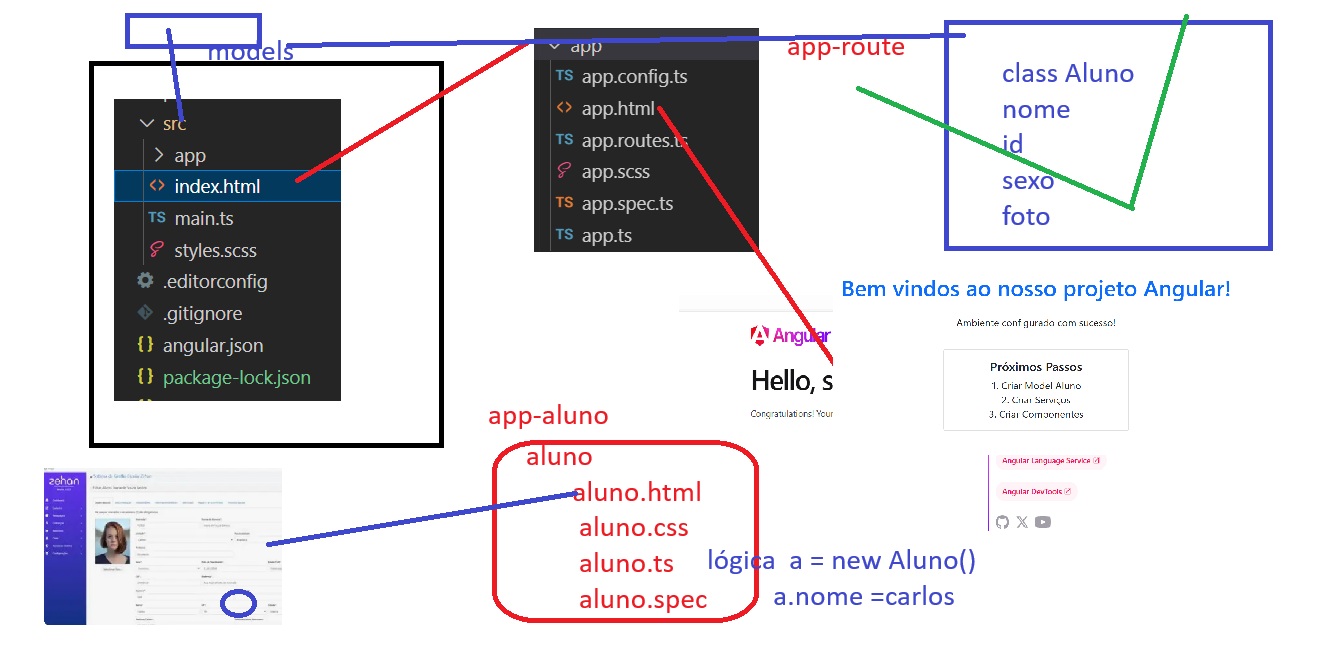 models
src
app
index.html
main.ts
styles.scss
.editorconfig
.gitignore
angular.json
package-lock.json
app
app.config.ts
app.html
app.routes.ts
app.scss
app.spec.ts
app.ts
app-route
class Aluno
nome
id
sexo
foto
Bem vindos ao nosso projeto Angular!
Ambiente configurado com sucesso!
Próximos Passos
1. Criar Model Aluno
2. Criar Serviços
3. Criar Componentes
Angular
Hello, s
Congratulations! Your
Angular Language Service
Angular DevTools
app-aluno
aluno
aluno.html
aluno.css
aluno.ts
aluno.spec
lógica a = new Aluno()
a.nome =carlos
zehan